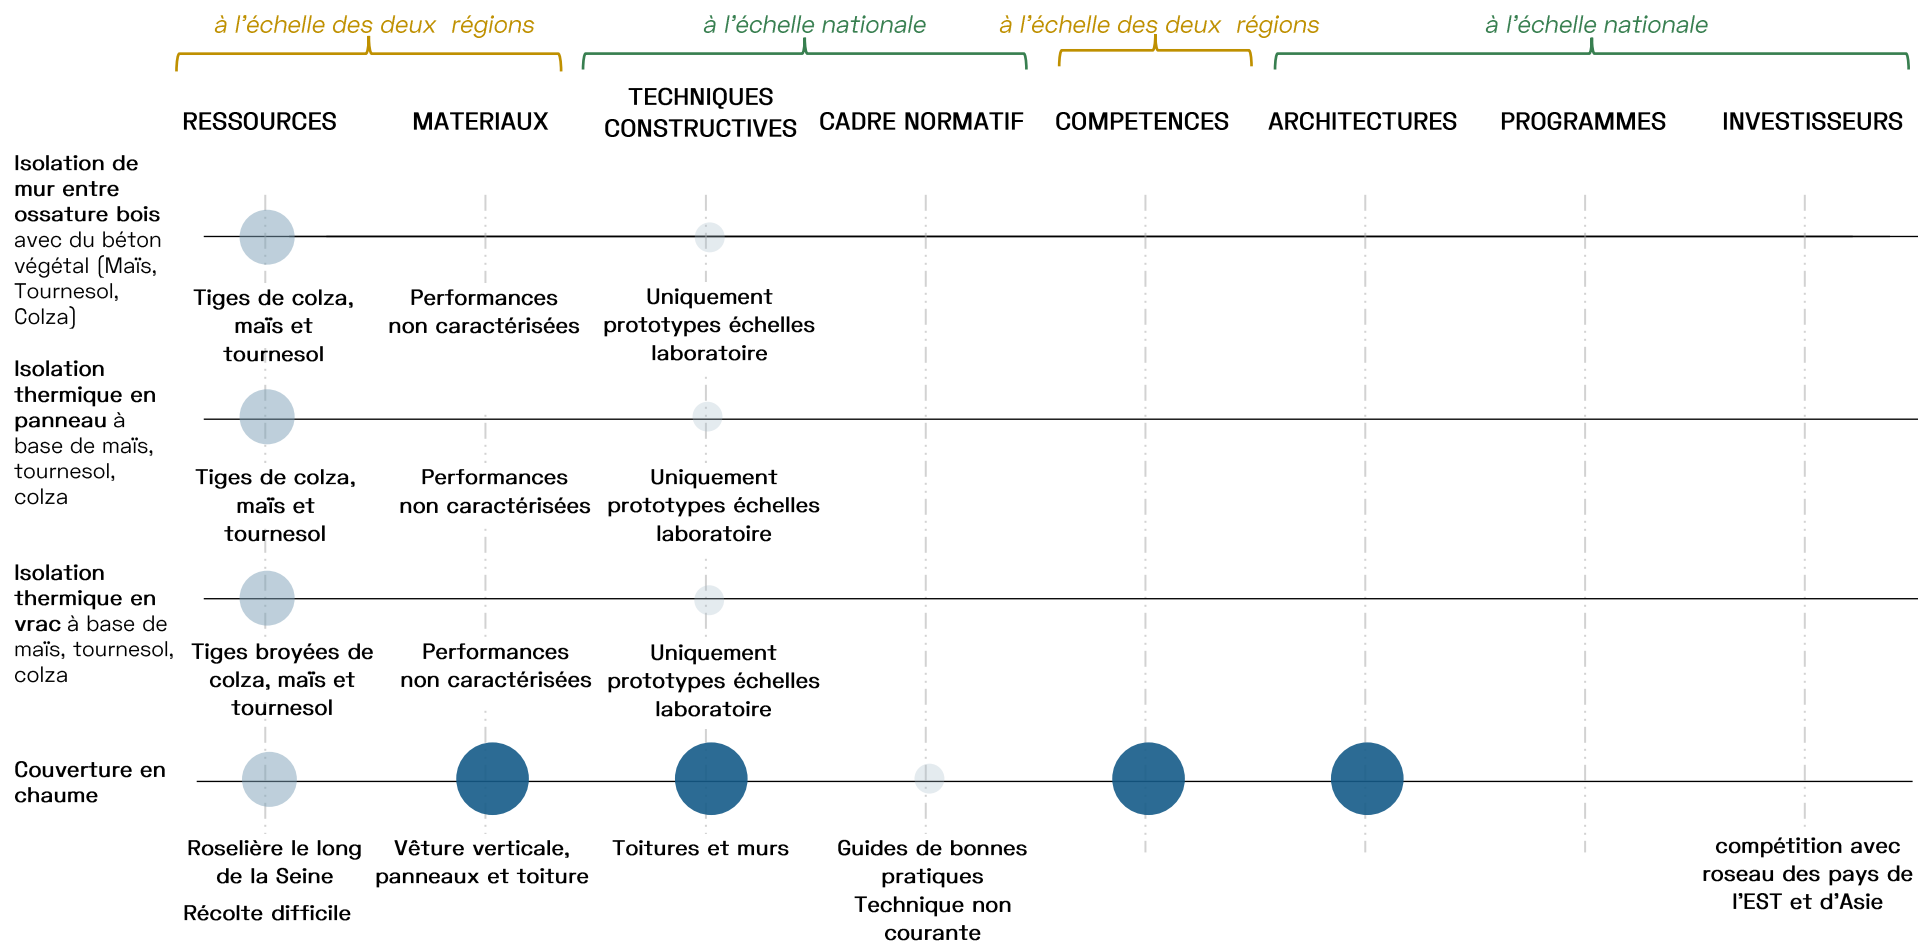 à l'échelle des deux  régions
à l'échelle nationale
à l'échelle des deux  régions
à l'échelle nationale
RESSOURCES
MATERIAUX
TECHNIQUES
CONSTRUCTIVES
CADRE NORMATIF
COMPETENCES
ARCHITECTURES
PROGRAMMES
INVESTISSEURS
Isolation de
mur entre
ossature bois
avec du béton
végétal (Maïs,
Tournesol,
Colza)
Tiges de colza,
maïs et
tournesol
Performances
non caractérisées
Uniquement
prototypes échelles
laboratoire
Isolation
thermique en
panneau à
base de maïs,
tournesol,
colza
Tiges de colza,
maïs et
tournesol
Performances
non caractérisées
Uniquement
prototypes échelles
laboratoire
Isolation
thermique en
vrac à base de
maïs, tournesol,
colza
Tiges broyées de
colza, maïs et
tournesol
Performances
non caractérisées
Uniquement
prototypes échelles
laboratoire
Couverture en
chaume
Roselière le long
de la Seine
Récolte difficile
Vêture verticale,
panneaux et toiture
Toitures et murs
Guides de bonnes
pratiques
Technique non
courante
compétition avec
roseau des pays de
l'EST et d'Asie